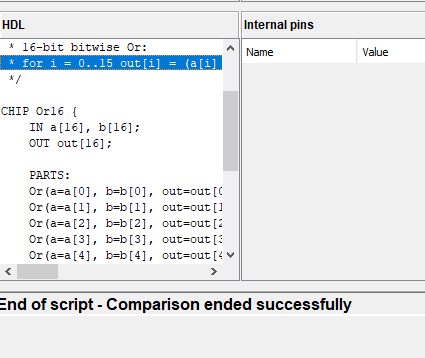 HDL
* 16-bit bitwise Or:
* for i = 0..15 out[i] = (a[i]
*/
CHIP Or16 {
IN a[16], b[16];
OUT out[16];
PARTS:
Or(a=a[0], b=b[0], out=out[0
Or(a=a[1], b=b[1], out=out[1
Or(a=a[2], b=b[2], out=out[2
Or(a=a[3], b=b[3], out=out[3
Or(a=a[4], b=b[4], out=out[4
Internal pins
Name Value
End of script - Comparison ended successfully